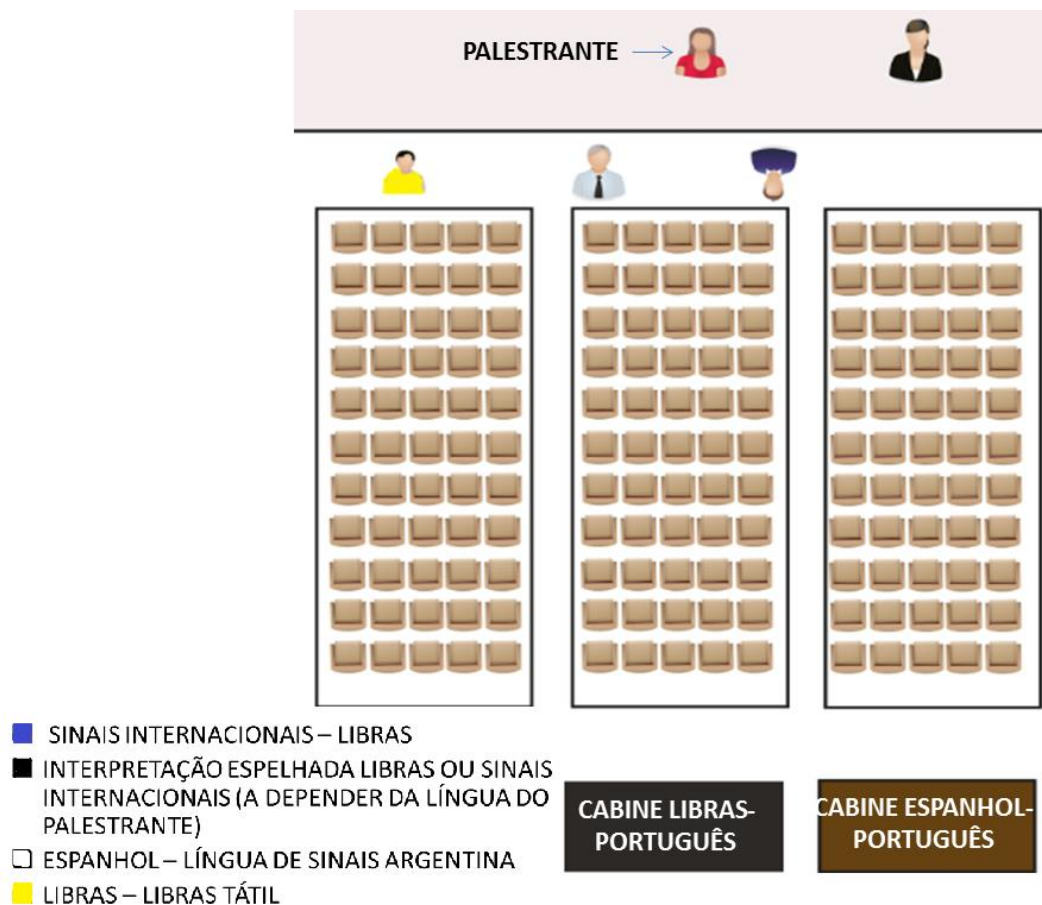 PALESTRANTE
SINAIS INTERNACIONAIS – LIBRAS
INTERPRETAÇÃO ESPELHADA LIBRAS OU SINAIS
INTERNACIONAIS (A DEPENDER DA LÍNGUA DO
PALESTRANTE)
ESPANHOL – LÍNGUA DE SINAIS ARGENTINA
LIBRAS – LIBRAS TÁTIL
CABINE LIBRAS-
PORTUGUÊS
CABINE ESPANHOL-
PORTUGUÊS